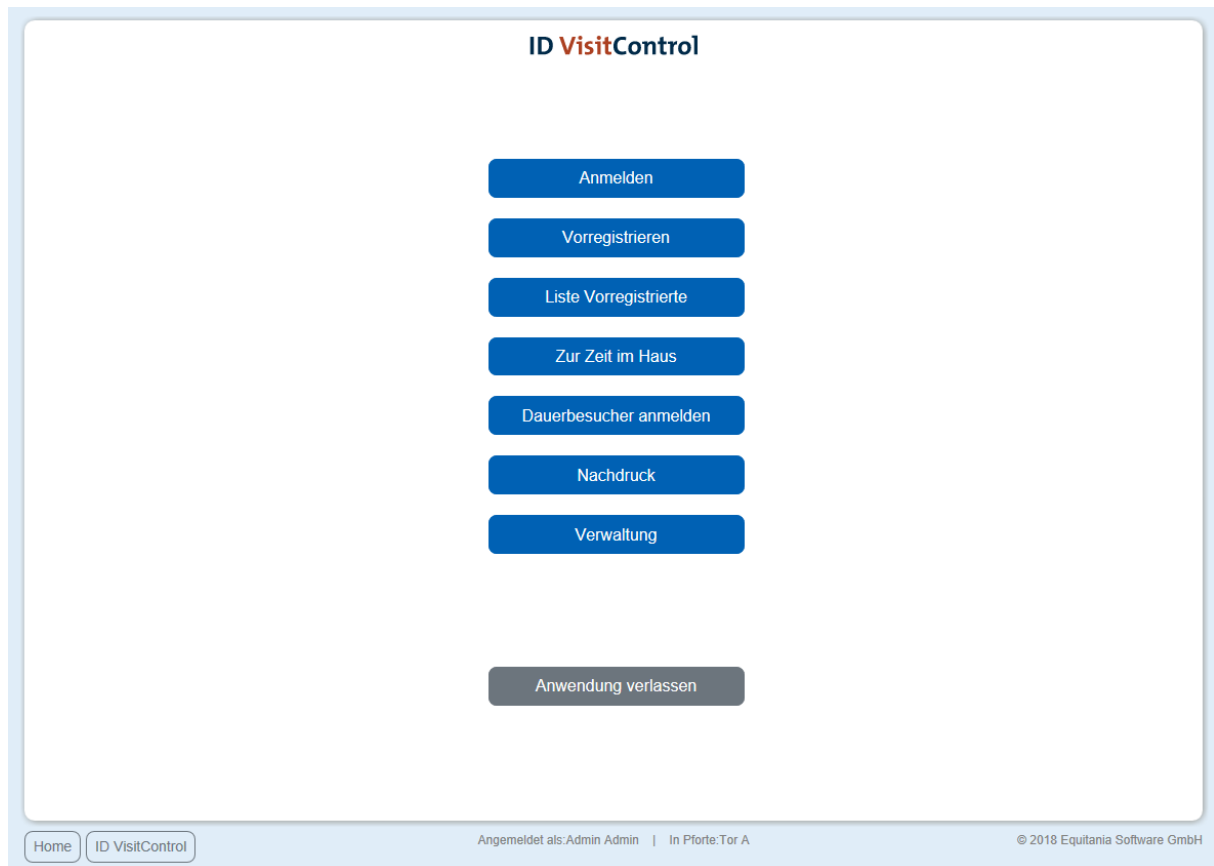 ID VisitControl
Anmelden
Vorregistrieren
Liste Vorregistrierte
Zur Zeit im Haus
Dauerbesucher anmelden
Nachdruck
Verwaltung
Anwendung verlassen
Home ID VisitControl Angemeldet als:Admin Admin | In Pforte:Tor A © 2018 Equitania Software GmbH